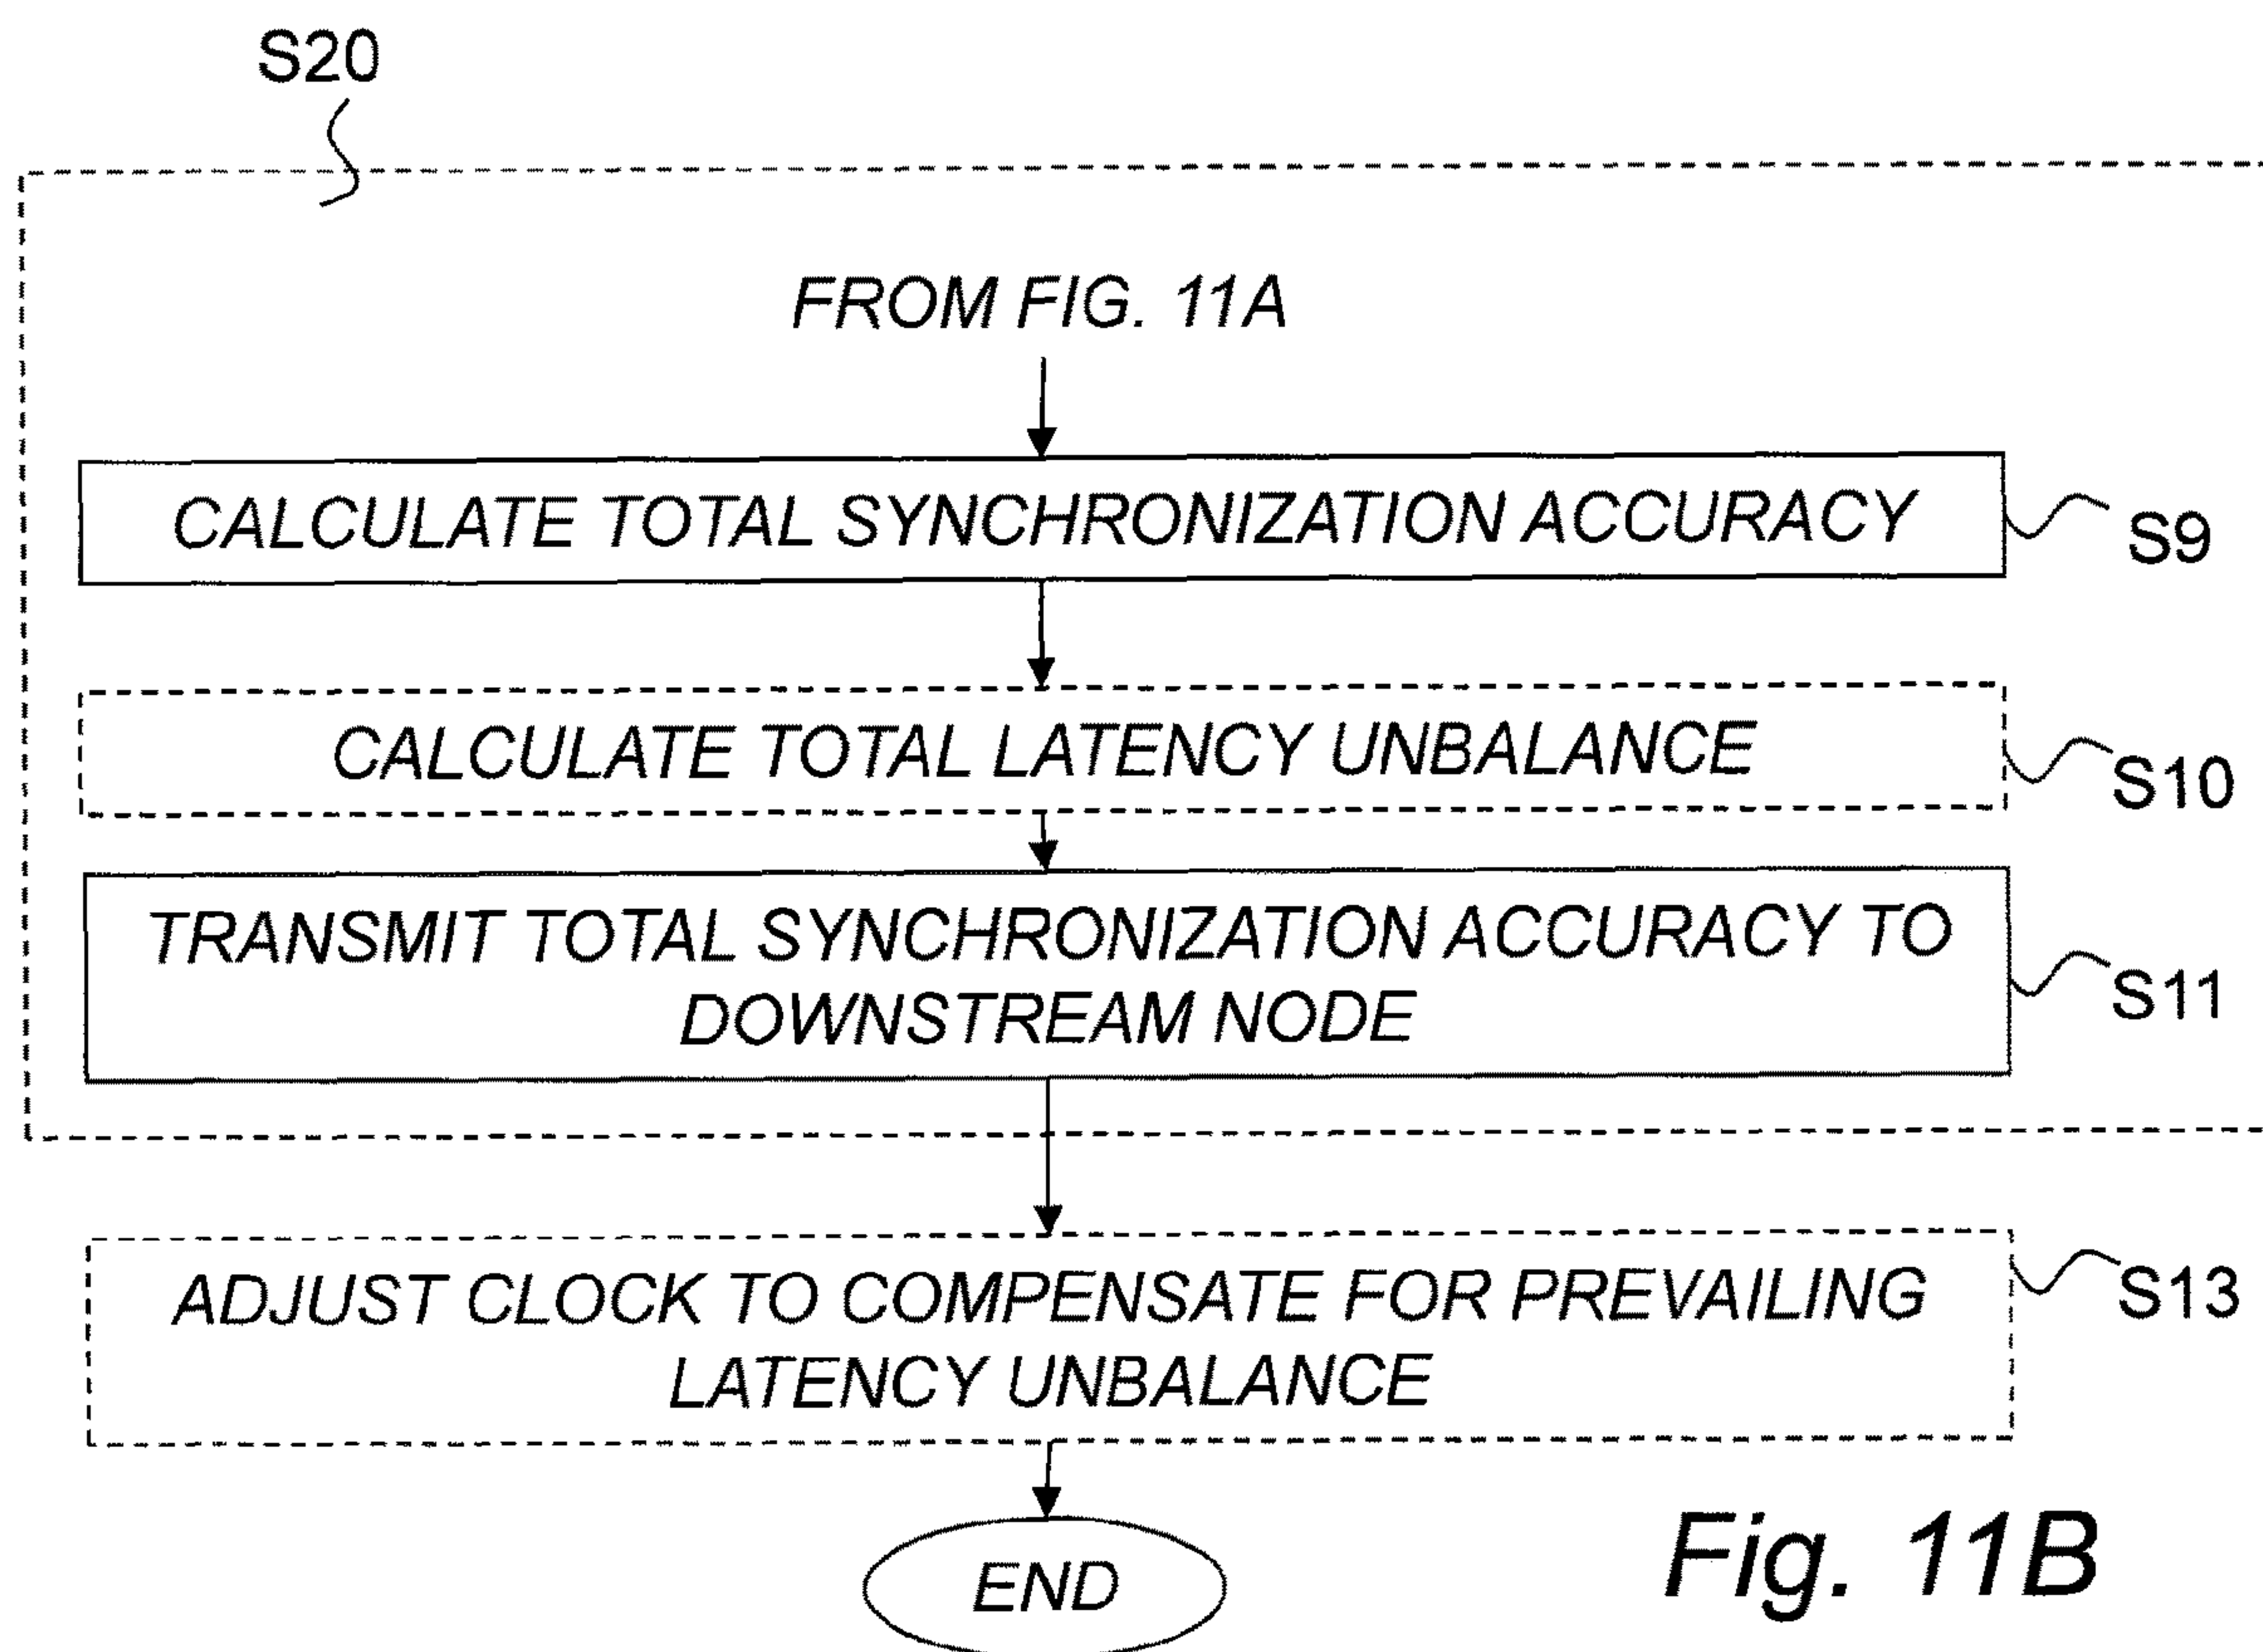 S20
FROM FIG. 11A
CALCULATE TOTAL SYNCHRONIZATION ACCURACY
S9
CALCULATE TOTAL LATENCY UNBALANCE
S10
TRANSMIT TOTAL SYNCHRONIZATION ACCURACY TO
DOWNSTREAM NODE
S11
ADJUST CLOCK TO COMPENSATE FOR PREVAILING
LATENCY UNBALANCE
S13
END
Fig. 11B